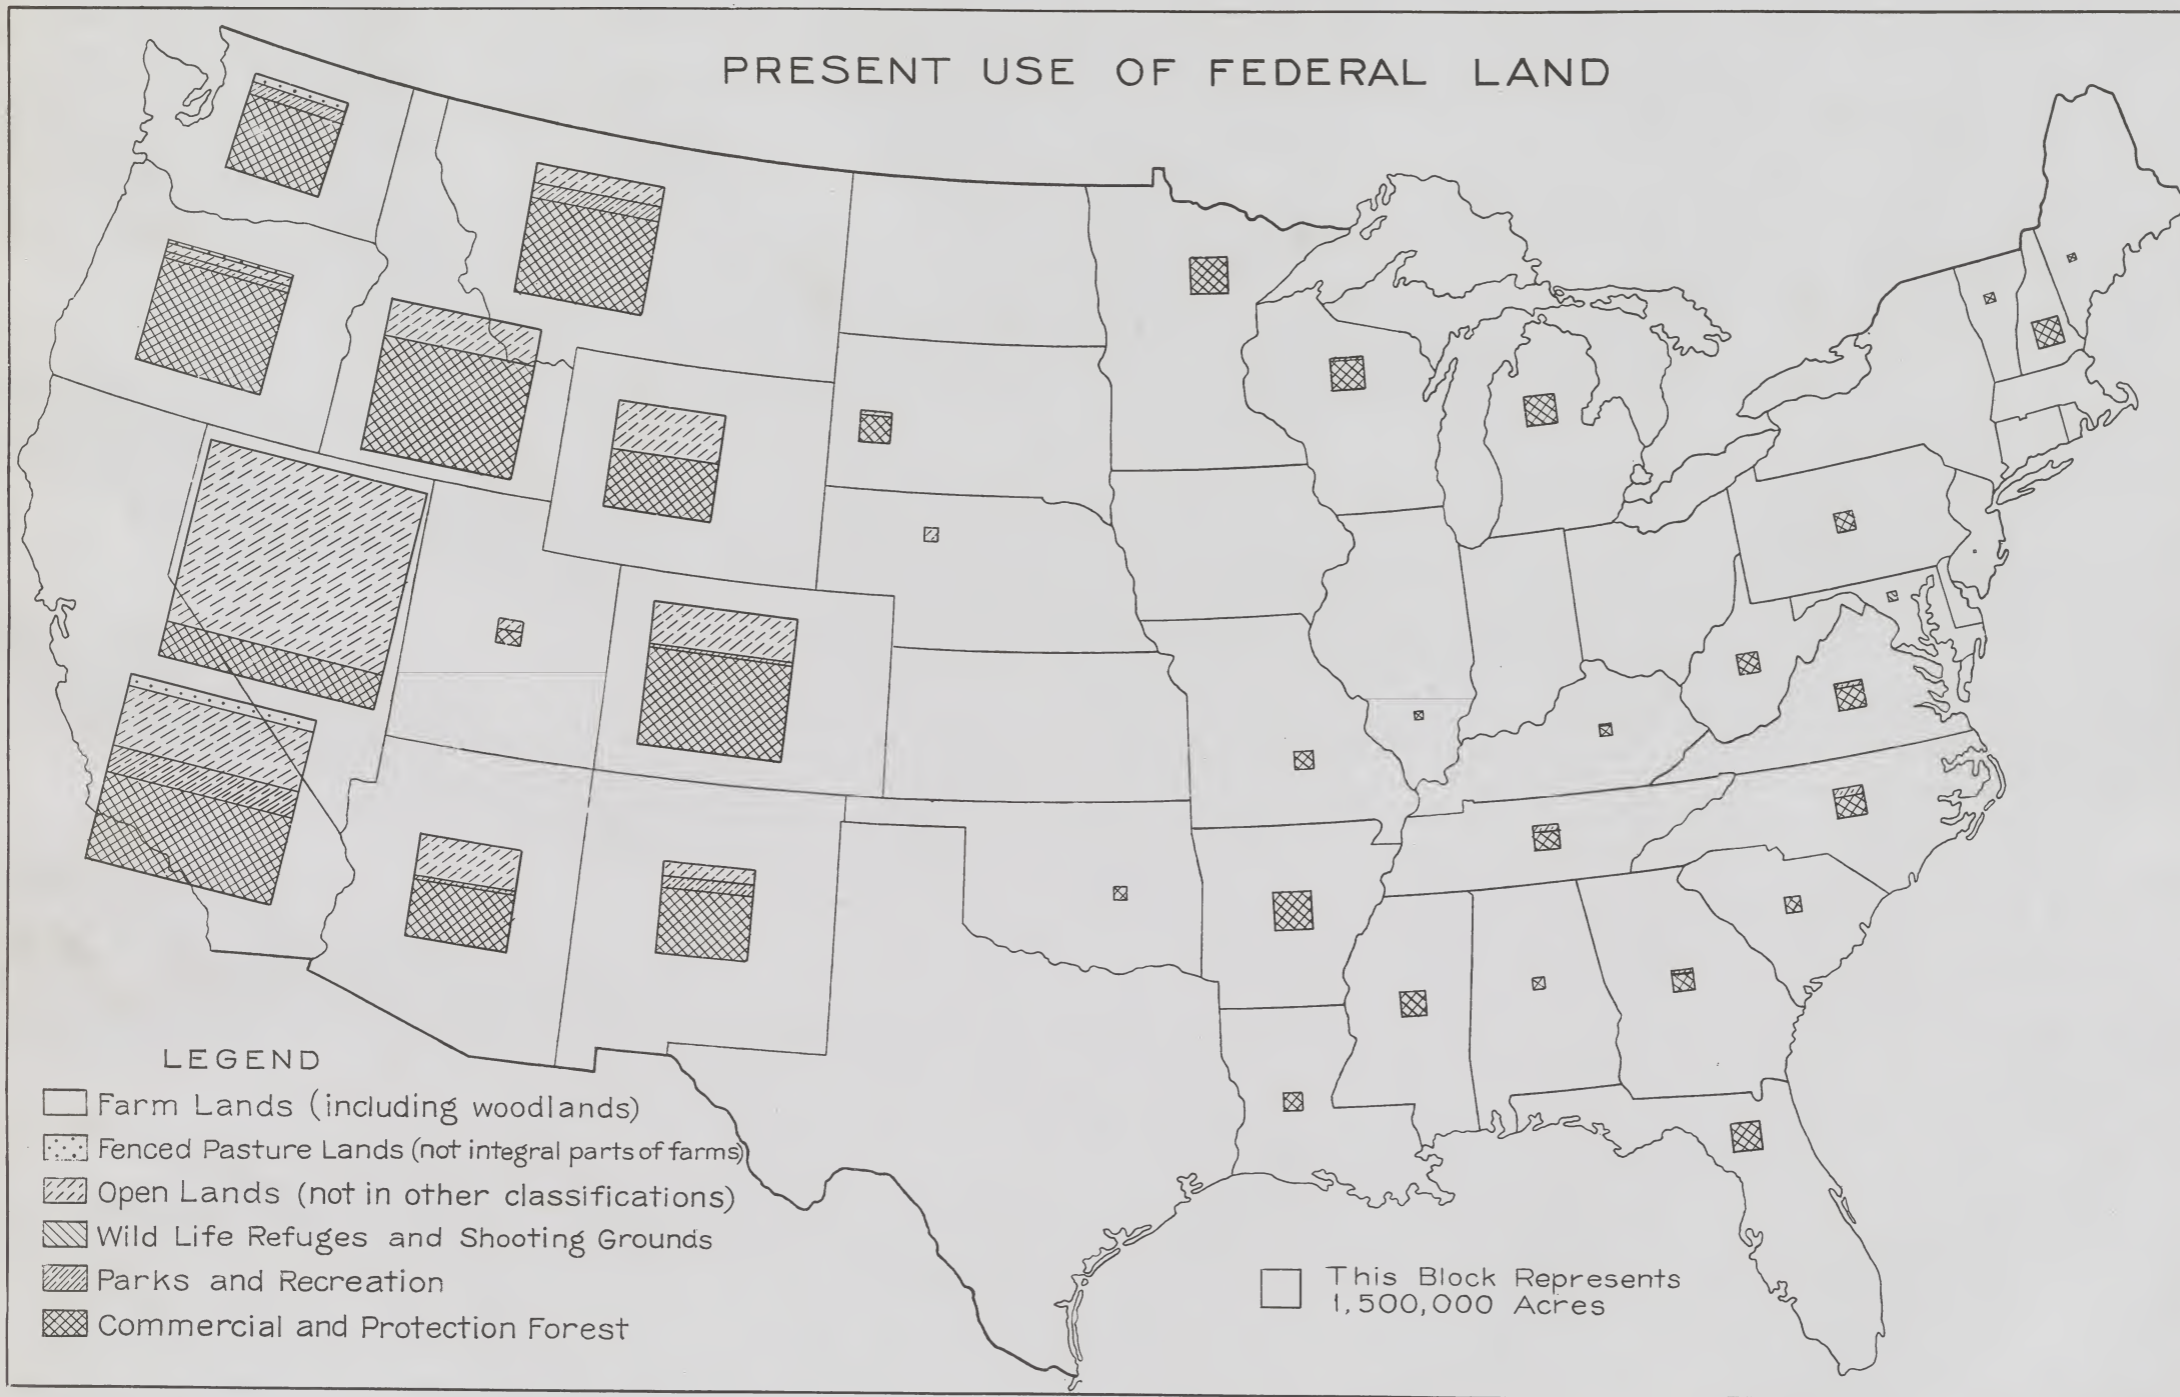 PRESENT USE OF FEDERAL LAND
LEGEND
Farm Lands (including woodlands)
Fenced Pasture Lands (not integral parts of farms)
Open Lands (not in other classifications)
Wild Life Refuges and Shooting Grounds
Parks and Recreation
Commercial and Protection Forest
This Block Represents
1,500,000 Acres